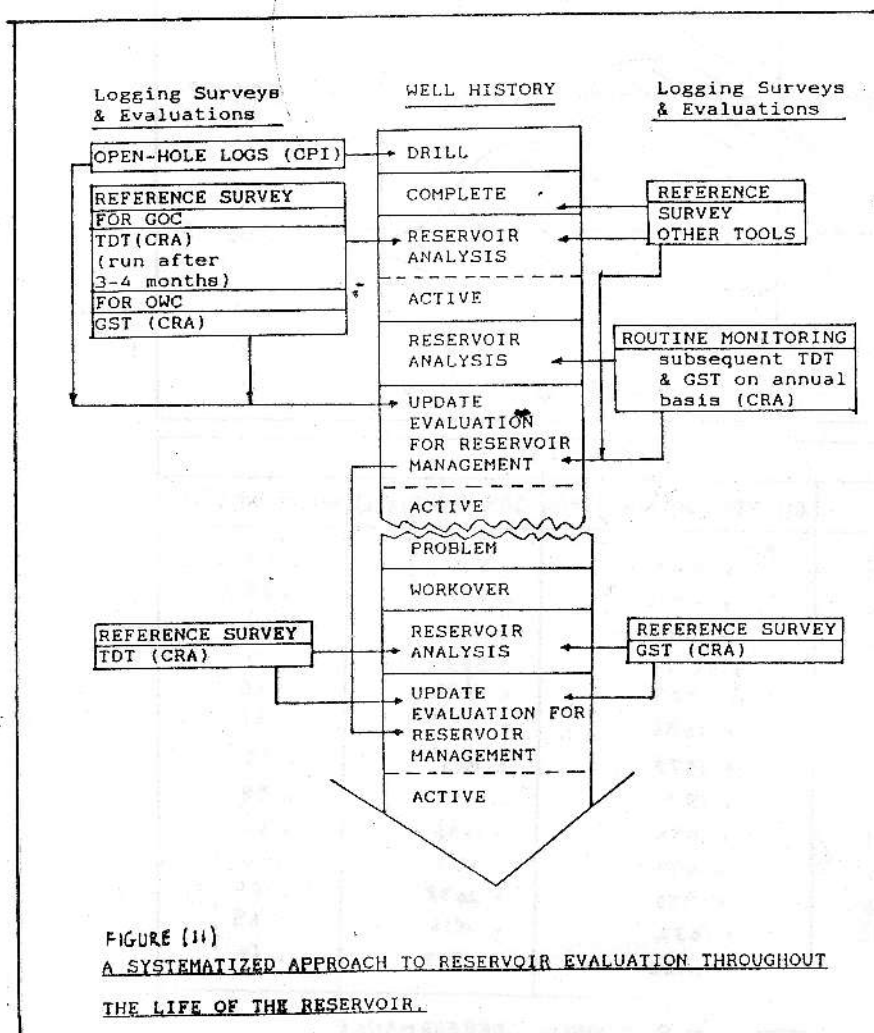 Logging Surveys
& Evaluations
WELL HISTORY
Logging Surveys
& Evaluations
OPEN-HOLE LOGS (CPI)
DRILL
REFERENCE SURVEY
FOR GOC
TDT(CRA)
(run after
3-4 months)
FOR OWC
GST (CRA)
COMPLETE
RESERVOIR
ANALYSIS
ACTIVE
REFERENCE
SURVEY
OTHER TOOLS
RESERVOIR
ANALYSIS
ROUTINE MONITORING
subsequent TDT
& GST on annual
basis (CRA)
UPDATE
EVALUATION
FOR RESERVOIR
MANAGEMENT
ACTIVE
PROBLEM
WORKOVER
REFERENCE SURVEY
TDT (CRA)
RESERVOIR
ANALYSIS
REFERENCE SURVEY
GST (CRA)
UPDATE
EVALUATION FOR
RESERVOIR
MANAGEMENT
ACTIVE
FIGURE (11)
A SYSTEMATIZED APPROACH TO RESERVOIR EVALUATION THROUGHOUT
THE LIFE OF THE RESERVOIR.